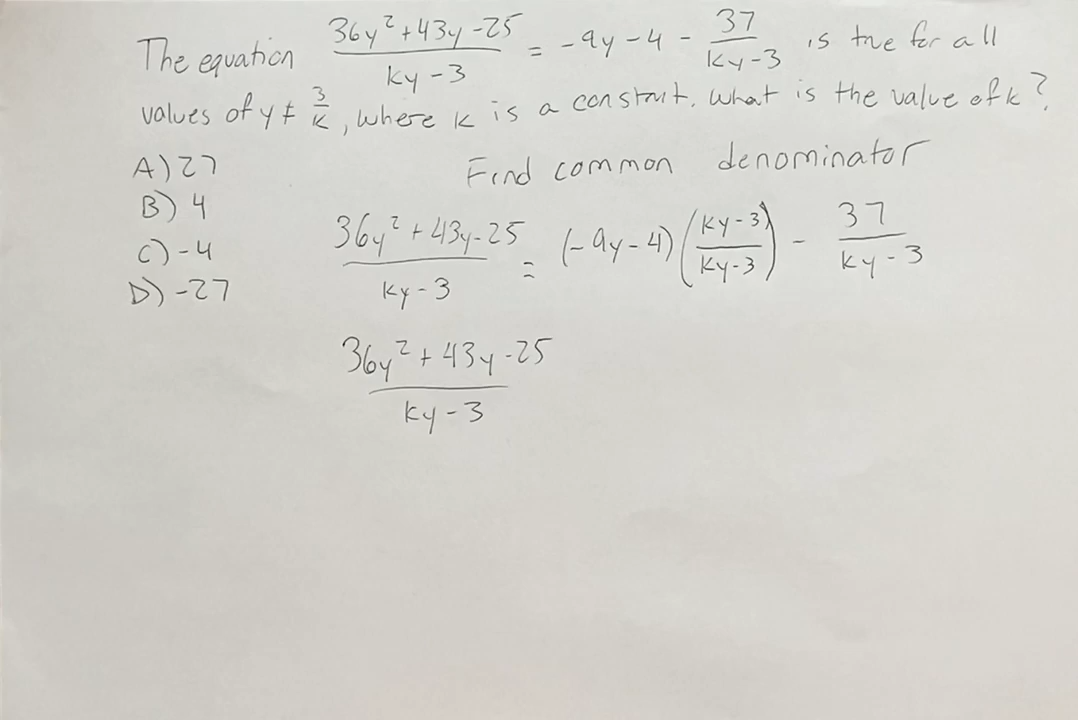 The equation (36y² + 43y - 25)/(ky - 3) = -9y - 4 - 37/(ky - 3) is true for all
values of y ≠ 3/k, where k is a constant. What is the value of k?
A) 27
Find common denominator
B) 4
C) -4
D) -27
(36y² + 43y - 25)/(ky - 3) = (-9y - 4)((ky - 3)/(ky - 3)) - 37/(ky - 3)
(36y² + 43y - 25)/(ky - 3)